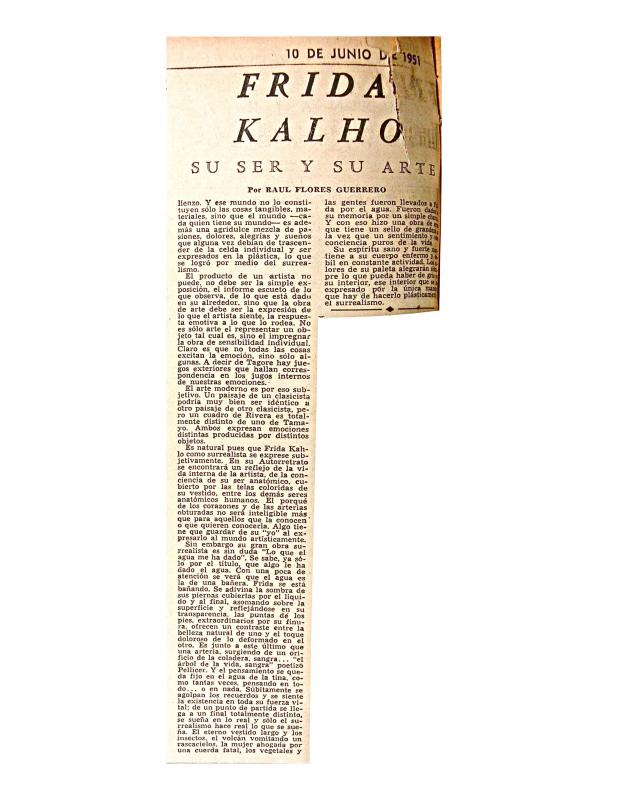 10 DE JUNIO DE 1951
FRIDA
KALHO
SU SER Y SU ARTE
Por RAUL FLORES GUERRERO
lienzo. Y ese mundo no lo consti-
tuyen sólo las cosas tangibles, ma-
teriales, sino que el mundo —ca-
da quien tiene su mundo— es ade-
más una agridulce mezcla de pa-
siones, dolores, alegrías y sueños
que alguna vez debían de trascen-
der de la celda individual y ser
expresados en la plástica, lo que
se logró por medio del surrea-
lismo.
El producto de un artista no
puede, no debe ser la simple ex-
posición, el informe escueto de lo
que observa, de lo que está dado
en su alrededor, sino que la obra
de arte debe ser la expresión de
lo que el artista siente, la respues-
ta emotiva a lo que lo rodea. No
es sólo arte el representar un ob-
jeto tal cual es, sino el impregnar
la obra de sensibilidad individual.
Claro es que no todas las cosas
excitan la emoción, sino sólo al-
gunas. A decir de Tagore hay jue-
gos exteriores que hallan corres-
pondencia en los jugos internos
de nuestras emociones.
El arte moderno es por eso sub-
jetivo. Un paisaje de un clasicista
podría muy bien ser idéntico a
otro paisaje de otro clasicista, pe-
ro un cuadro de Rivera es total-
mente distinto de uno de Tama-
yo. Ambos expresan emociones
distintas producidas por distintos
objetos.
Es natural pues que Frida Kah-
lo como surrealista se exprese sub-
jetivamente. En su Autorretrato
se encontrará un reflejo de la vi-
da interna de la artista, de la con-
ciencia de su ser anatómico, cu-
bierto por las telas coloridas de
su vestido, entre los demás seres
anatómicos humanos. El porqué
de los corazones y de las arterias
obturadas no será inteligible más
que para aquellos que la conocen
o que quieren conocerla. Algo tie-
ne que guardar de su "yo" al ex-
presarlo al mundo artísticamente.
Sin embargo su gran obra su-
rrealista es sin duda "Lo que el
agua me ha dado". Se sabe, ya só-
lo por el título, que algo le ha
dado el agua. Con una poca de
atención se verá que el agua es
la de una bañera. Frida se está
bañando. Se adivina la sombra de
sus piernas cubiertas por el líqui-
do y al final, asomando sobre la
superficie y reflejándose en su
transparencia, las puntas de los
pies, extraordinarios por su finu-
ra, ofrecen un contraste entre la
belleza natural de uno y el toque
doloroso de lo deformado en el
otro. Es junto a este último que
una arteria, surgiendo de un ori-
ficio de la coladera, sangra... "el
árbol de la vida, sangra" poetizó
Pellicer. Y el pensamiento se que-
da fijo en el agua de la tina, co-
mo tantas veces, pensando en to-
do... o en nada. Súbitamente se
agolpan los recuerdos y se siente
la existencia en toda su fuerza vi-
tal; de un punto de partida se lle-
ga a un final totalmente distinto,
se sueña en lo real y sólo el su-
rrealismo hace real lo que se sue-
ña. El eterno vestido largo y los
insectos, el volcán vomitando un
rascacielos, la mujer ahogada por
una cuerda fatal, los vegetales y
las gentes fueron llevados a
da por el agua. Fueron
su memoria por un simple
Y con eso hizo una obra de
que tiene un sello de
la vez que un sentimiento y
conciencia puros de la vida
Su espíritu sano y fuerte
tiene a su cuerpo enfermo y
bil en constante actividad. Los
lores de su paleta alegrarán
pre lo que pueda haber de
su interior, ese interior que
expresado por la única
que hay de hacerlo plásticamente
el surrealismo.